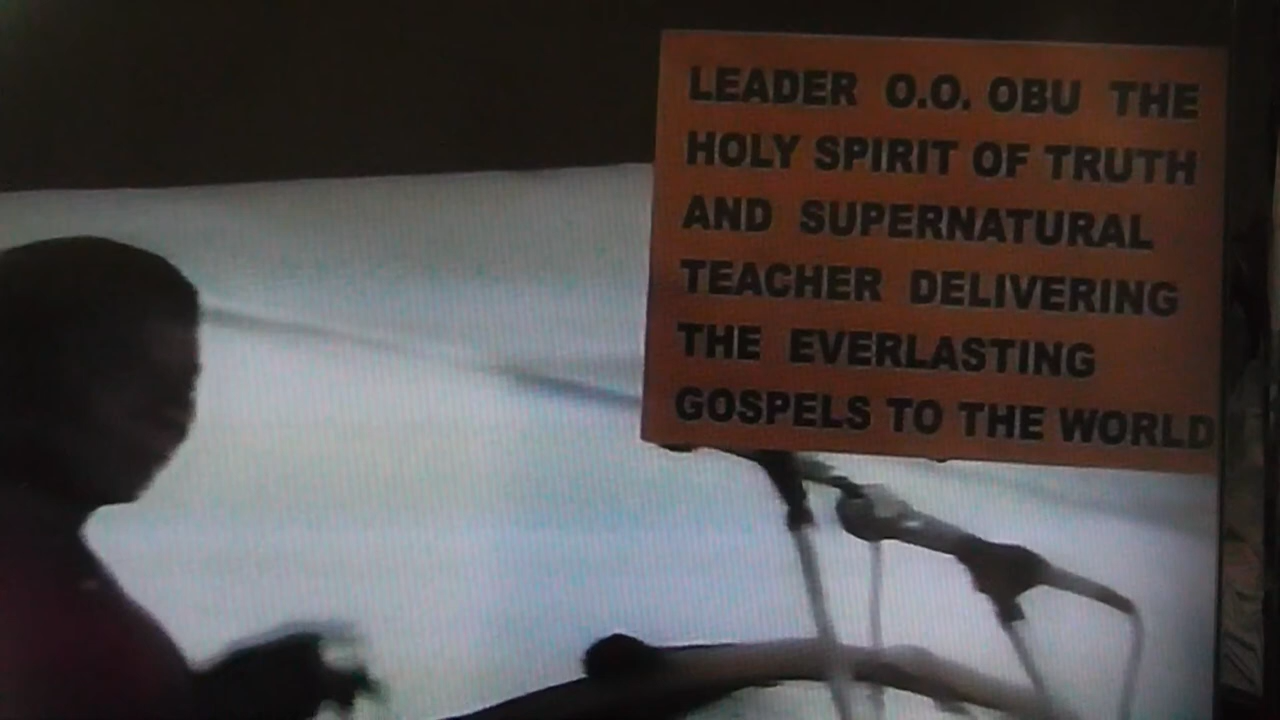 LEADER O.O. OBU THE
HOLY SPIRIT OF TRUTH
AND SUPERNATURAL
TEACHER DELIVERING
THE EVERLASTING
GOSPELS TO THE WORLD